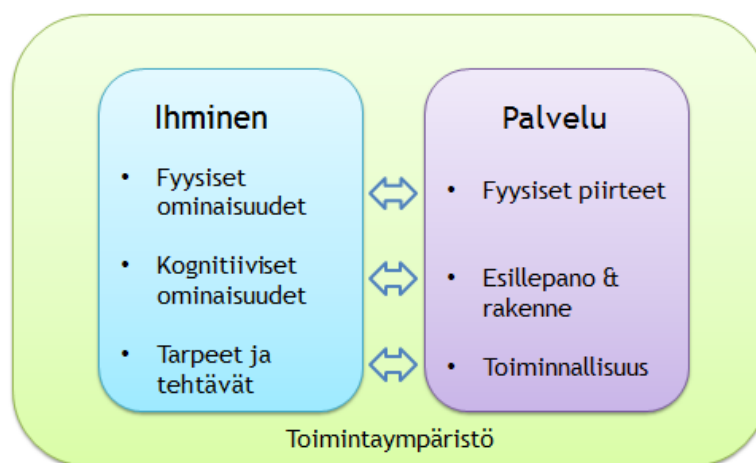 Ihminen
• Fyysiset
ominaisuudet
• Kognitiiviset
ominaisuudet
• Tarpeet ja
tehtävät
Palvelu
• Fyysiset piirteet
• Esillepano &
rakenne
• Toiminnallisuus
Toimintaympäristö